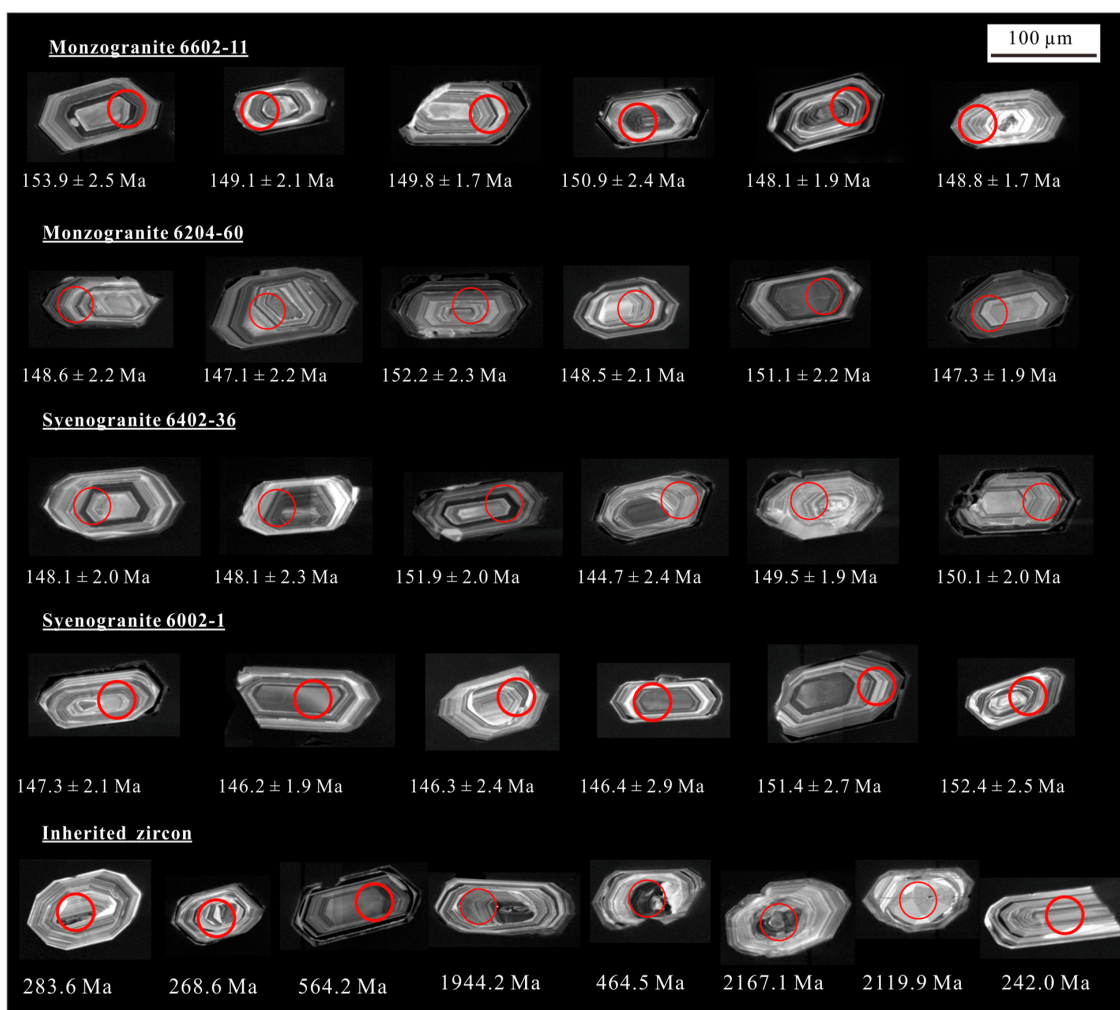 100 µm
Monzogranite 6602-11
153.9 ± 2.5 Ma 149.1 ± 2.1 Ma 149.8 ± 1.7 Ma 150.9 ± 2.4 Ma 148.1 ± 1.9 Ma 148.8 ± 1.7 Ma
Monzogranite 6204-60
148.6 ± 2.2 Ma 147.1 ± 2.2 Ma 152.2 ± 2.3 Ma 148.5 ± 2.1 Ma 151.1 ± 2.2 Ma 147.3 ± 1.9 Ma
Syenogranite 6402-36
148.1 ± 2.0 Ma 148.1 ± 2.3 Ma 151.9 ± 2.0 Ma 144.7 ± 2.4 Ma 149.5 ± 1.9 Ma 150.1 ± 2.0 Ma
Syenogranite 6002-1
147.3 ± 2.1 Ma 146.2 ± 1.9 Ma 146.3 ± 2.4 Ma 146.4 ± 2.9 Ma 151.4 ± 2.7 Ma 152.4 ± 2.5 Ma
Inherited zircon
283.6 Ma 268.6 Ma 564.2 Ma 1944.2 Ma 464.5 Ma 2167.1 Ma 2119.9 Ma 242.0 Ma